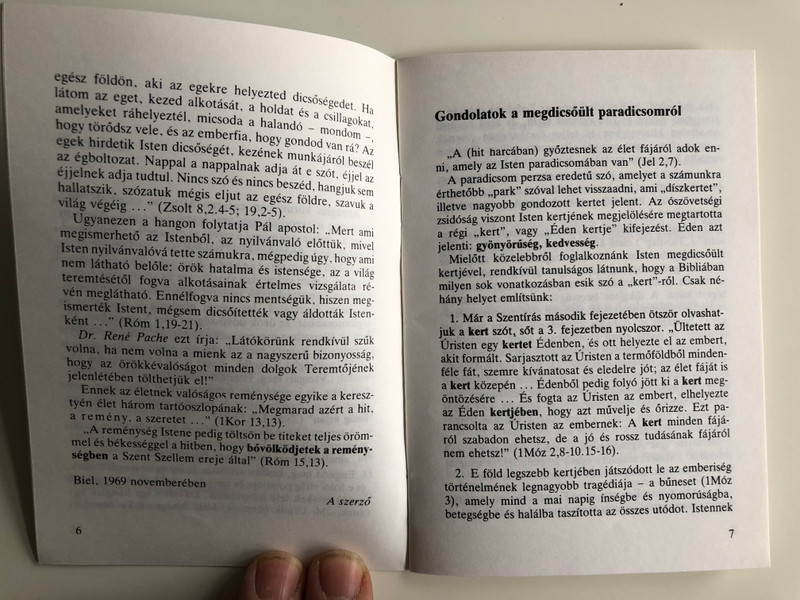 egész földön, aki az egekre helyezted dicsőségedet. Ha
látom az eget, kezed alkotását, a holdat és a csillagokat,
amelyeket ráhelyeztél, micsoda a halandó – mondom –,
hogy törődsz vele, és az emberfia, hogy gondod van rá? Az
egek hirdetik Isten dicsőségét, kezének munkájáról beszél
az égboltozat. Nappal a nappalnak adja át e szót, éjjel az
éjjelnek adja tudtul. Nincs szó és nincs beszéd, hangjuk sem
hallatszik, szózatuk mégis eljut az egész földre, szavuk a
világ végéig ...” (Zsolt 8,2.4-5; 19,2-5).
Ugyanezen a hangon folytatja Pál apostol: „Mert ami
megismerhető az Istenből, az nyilvánvaló előttük, mivel
Isten nyilvánvalóvá tette számukra, mégpedig úgy, hogy ami
nem látható belőle: örök hatalma és istensége, az a világ
teremtésétől fogva alkotásainak értelmes vizsgálata ré-
vén meglátható. Ennélfogva nincs mentségük, hiszen meg-
ismerték Istent, mégsem dicsőítették vagy áldották Isten-
ként ...” (Róm 1,19-21).
Dr. René Pache ezt írja: „Látókörünk rendkívül szűk
volna, ha nem volna a mienk az a nagyszerű bizonyosság,
hogy az örökkévalóságot minden dolgok Teremtőjének
jelenlétében tölthetjük el!”
Ennek az életnek valóságos reménysége egyike a keresz-
tyén élet három tartóoszlopának: „Megmarad azért a hit,
a remény, a szeretet ...” (1Kor 13,13).
„A reménység Istene pedig töltsön be titeket teljes öröm-
mel és békességgel a hitben, hogy bővölködjetek a remény-
ségben a Szent Szellem ereje által” (Róm 15,13).
Biel, 1969 novemberében
A szerző
6
Gondolatok a megdicsőült paradicsomról
„A (hit harcában) győztesnek az élet fájáról adok en-
ni, amely az Isten paradicsomában van” (Jel 2,7).
A paradicsom perzsa eredetű szó, amelyet a számunkra
érthetőbb „park” szóval lehet visszaadni, ami „díszkertet”,
illetve nagyobb gondozott kertet jelent. Az ószövetségi
zsidóság viszont Isten kertjének megjelölésére megtartotta
a régi „kert”, vagy „Éden kertje” kifejezést. Éden azt
jelenti: gyönyörűség, kedvesség.
Mielőtt közelebbről foglalkoznánk Isten megdicsőült
kertjével, rendkívül tanulságos látnunk, hogy a Bibliában
milyen sok vonatkozásban esik szó a „kert”-ről. Csak né-
hány helyet említsünk:
1. Már a Szentírás második fejezetében ötször olvashat-
juk a kert szót, sőt a 3. fejezetben nyolcszor. „Ültetett az
Úristen egy kertet Édenben, és ott helyezte el az embert,
akit formált. Sarjasztott az Úristen a termőföldből minden-
féle fát, szemre kívánatosat és eledelre jót; az élet fáját is
a kert közepén ... Édenből pedig folyó jött ki a kert meg-
öntözésére ... És fogta az Úristen az embert, elhelyezte
az Éden kertjében, hogy azt művelje és őrizze. Ezt pa-
rancsolta az Úristen az embernek: A kert minden fájá-
ról szabadon ehetsz, de a jó és rossz tudásának fájáról
nem ehetsz!” (1Móz 2,8-10.15-16).
2. E föld legszebb kertjében játszódott le az emberiség
történelmének legnagyobb tragédiája – a bűneset (1Móz
3), amely mind a mai napig ínségbe és nyomorúságba,
betegségbe és halálba taszította az összes utódot. Istennek
7